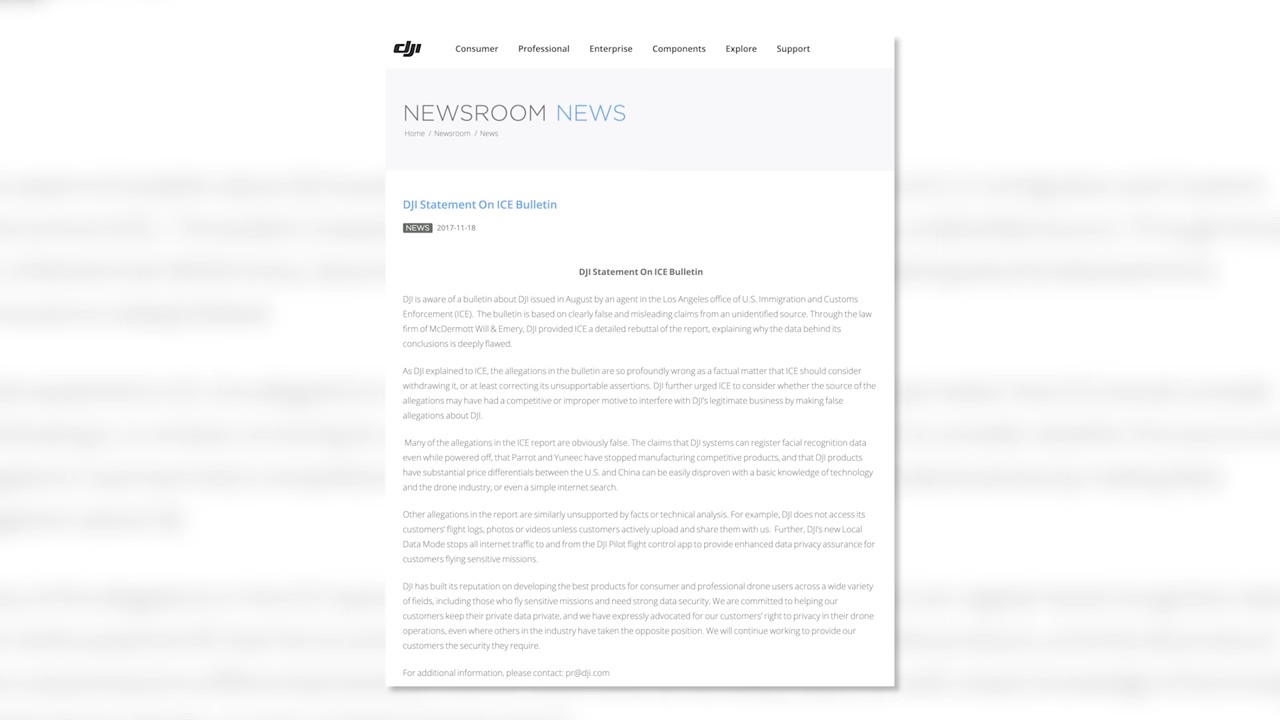 dji
Consumer Professional Enterprise Components Explore Support
NEWSROOM NEWS
Home / Newsroom / News
DJI Statement On ICE Bulletin
NEWS 2017-11-18
DJI Statement On ICE Bulletin
DJI is aware of a bulletin about DJI issued in August by an agent in the Los Angeles office of U.S. Immigration and Customs
Enforcement (ICE). The bulletin is based on clearly false and misleading claims from an unidentified source. Through the law
firm of McDermott Will & Emery, DJI provided ICE a detailed rebuttal of the report, explaining why the data behind its
conclusions is deeply flawed.
As DJI explained to ICE, the allegations in the bulletin are so profoundly wrong as a factual matter that ICE should consider
withdrawing it, or at least correcting its unsupportable assertions. DJI further urged ICE to consider whether the source of the
allegations may have had a competitive or improper motive to interfere with DJI's legitimate business by making false
allegations about DJI.
Many of the allegations in the ICE report are obviously false. The claims that DJI systems can register facial recognition data
even while powered off, that Parrot and Yuneec have stopped manufacturing competitive products, and that DJI products
have substantial price differentials between the U.S. and China can be easily disproven with a basic knowledge of technology
and the drone industry, or even a simple internet search.
Other allegations in the report are similarly unsupported by facts or technical analysis. For example, DJI does not access its
customers' flight logs, photos or videos unless customers actively upload and share them with us. Further, DJI's new Local
Data Mode stops all internet traffic to and from the DJI Pilot flight control app to provide enhanced data privacy assurance for
customers flying sensitive missions.
DJI has built its reputation on developing the best products for consumer and professional drone users across a wide variety
of fields, including those who fly sensitive missions and need strong data security. We are committed to helping our
customers keep their private data private, and we have expressly advocated for our customers' right to privacy in their drone
operations, even where others in the industry have taken the opposite position. We will continue working to provide our
customers the security they require.
For additional information, please contact: pr@dji.com